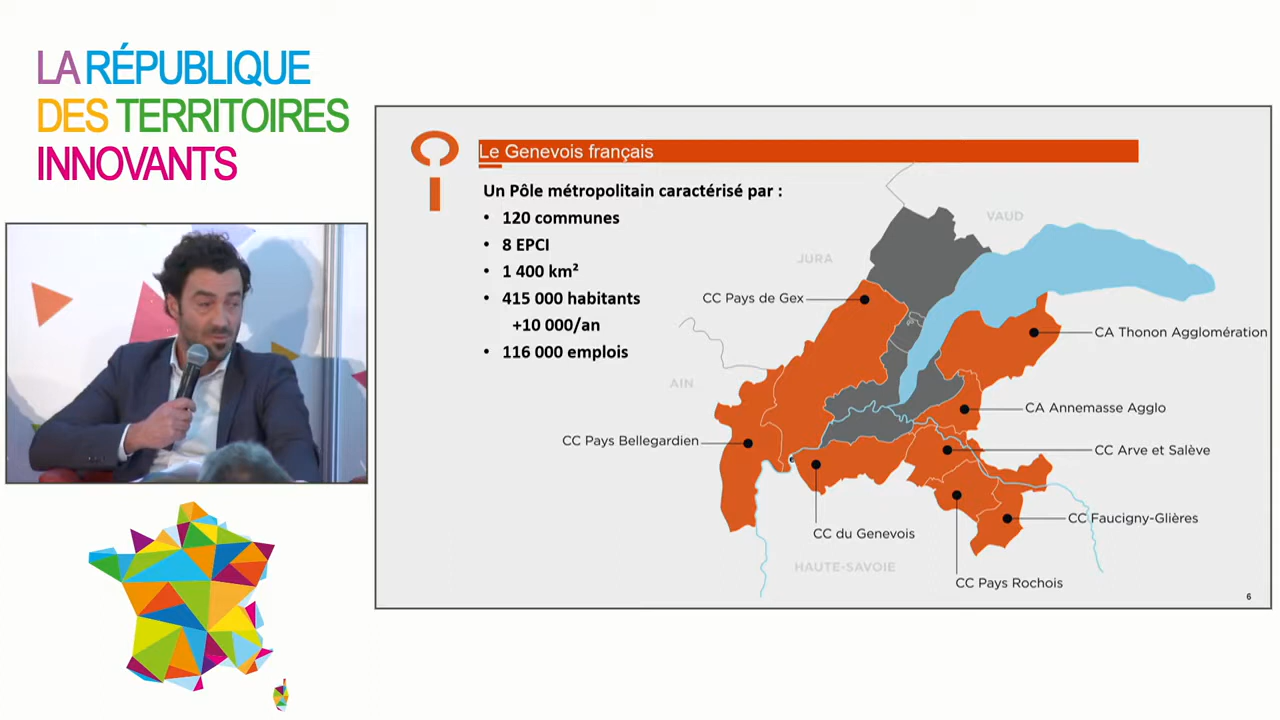 LA RÉPUBLIQUE
DES TERRITOIRES
INNOVANTS
Le Genevois français
Un Pôle métropolitain caractérisé par :
• 120 communes
• 8 EPCI
• 1 400 km²
• 415 000 habitants
+10 000/an
• 116 000 emplois
VAUD
JURA
CC Pays de Gex
CA Thonon Agglomération
AIN
CA Annemasse Agglo
CC Pays Bellegardien
CC Arve et Salève
CC Faucigny-Glières
CC du Genevois
HAUTE-SAVOIE
CC Pays Rochois
6